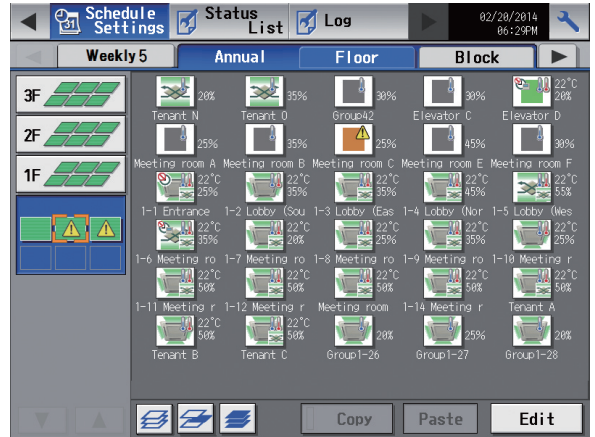 31 Schedule Settings Status List Log 02/20/2014 06:29PM
Weekly5 Annual Floor Block
3F
2F
1F
20% 35% 30% 30% 22°C 20%
Tenant N Tenant O Group42 Elevator C Elevator D
25% 35% 25% 45% 30%
Meeting room A Meeting room B Meeting room C Meeting room E Meeting room F
22°C 25% 22°C 35% 22°C 35% 22°C 45% 22°C 55%
1-1 Entrance 1-2 Lobby (Sou 1-3 Lobby (Eas 1-4 Lobby (Nor 1-5 Lobby (Wes
22°C 35% 22°C 20% 22°C 25% 22°C 35% 22°C 25%
1-6 Meeting ro 1-7 Meeting ro 1-8 Meeting ro 1-9 Meeting ro 1-10 Meeting r
22°C 50% 22°C 50% 22°C 50% 22°C 50% 22°C 50%
1-11 Meeting r 1-12 Meeting r Meeting room 1-14 Meeting r Tenant A
22°C 50% 22°C 50% 20% 25% 20%
Tenant B Tenant C Group1-26 Group1-27 Group1-28
Copy Paste Edit